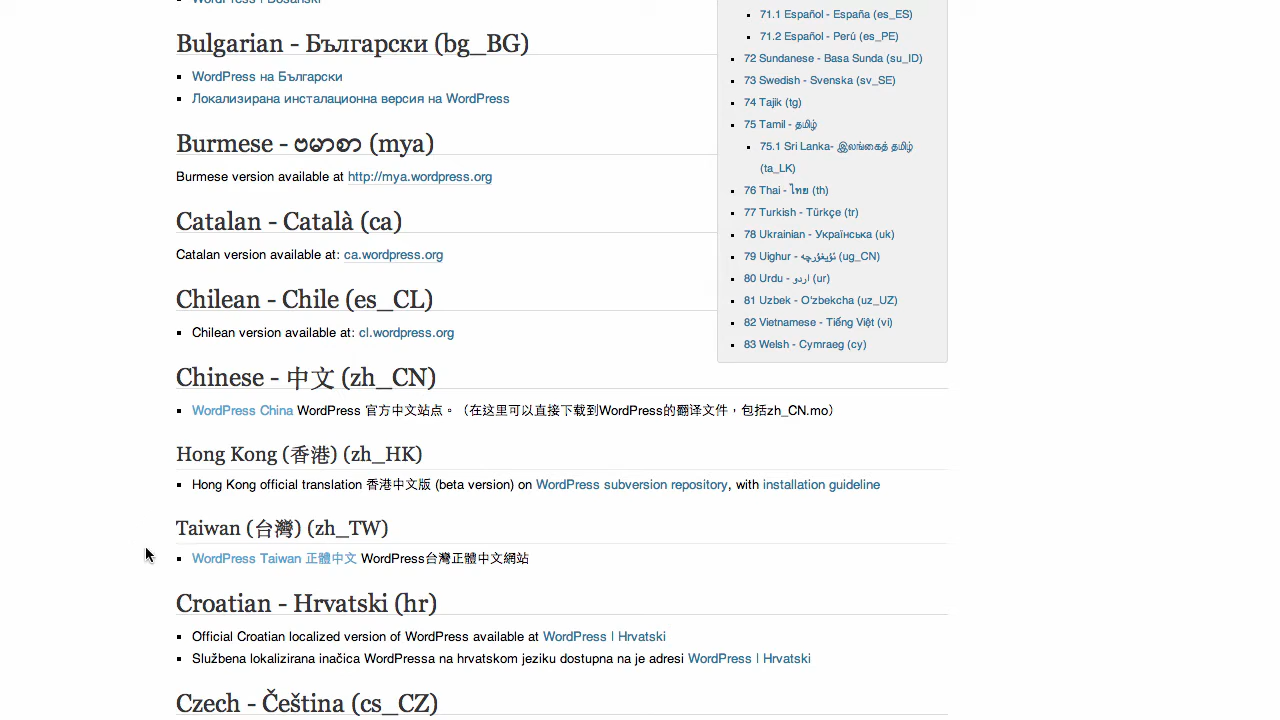 WordPress | Bosanski
Bulgarian - Български (bg_BG)
WordPress на Български
Локализирана инсталационна версия на WordPress
Burmese - ဗမာစာ (mya)
Burmese version available at http://mya.wordpress.org
Catalan - Català (ca)
Catalan version available at: ca.wordpress.org
Chilean - Chile (es_CL)
Chilean version available at: cl.wordpress.org
Chinese - 中文 (zh_CN)
WordPress China WordPress 官方中文站点。（在这里可以直接下载到WordPress的翻译文件，包括zh_CN.mo）
Hong Kong (香港) (zh_HK)
Hong Kong official translation 香港中文版 (beta version) on WordPress subversion repository, with installation guideline
Taiwan (台灣) (zh_TW)
WordPress Taiwan 正體中文 WordPress台灣正體中文網站
Croatian - Hrvatski (hr)
Official Croatian localized version of WordPress available at WordPress | Hrvatski
Službena lokalizirana inačica WordPressa na hrvatskom jeziku dostupna na je adresi WordPress | Hrvatski
Czech - Čeština (cs_CZ)
71.1 Español - España (es_ES)
71.2 Español - Perú (es_PE)
72 Sundanese - Basa Sunda (su_ID)
73 Swedish - Svenska (sv_SE)
74 Tajik (tg)
75 Tamil - தமிழ்
75.1 Sri Lanka- இலங்கைத் தமிழ்
(ta_LK)
76 Thai - ไทย (th)
77 Turkish - Türkçe (tr)
78 Ukrainian - Українська (uk)
79 Uighur - ئۇيغۇرچە (ug_CN)
80 Urdu - اردو (ur)
81 Uzbek - O‘zbekcha (uz_UZ)
82 Vietnamese - Tiếng Việt (vi)
83 Welsh - Cymraeg (cy)